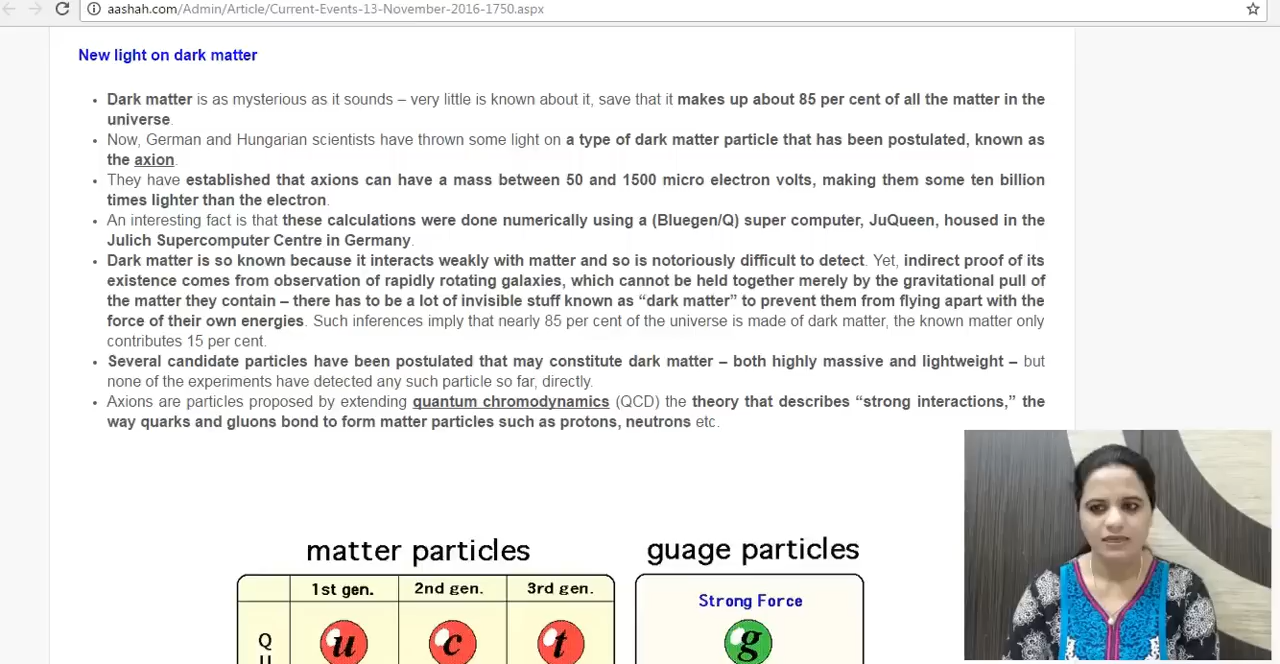 aashah.com/Admin/Article/Current-Events-13-November-2016-1750.aspx
New light on dark matter
• Dark matter is as mysterious as it sounds – very little is known about it, save that it makes up about 85 per cent of all the matter in the
universe.
• Now, German and Hungarian scientists have thrown some light on a type of dark matter particle that has been postulated, known as
the axion.
• They have established that axions can have a mass between 50 and 1500 micro electron volts, making them some ten billion
times lighter than the electron.
• An interesting fact is that these calculations were done numerically using a (Bluegen/Q) super computer, JuQueen, housed in the
Julich Supercomputer Centre in Germany.
• Dark matter is so known because it interacts weakly with matter and so is notoriously difficult to detect. Yet, indirect proof of its
existence comes from observation of rapidly rotating galaxies, which cannot be held together merely by the gravitational pull of
the matter they contain – there has to be a lot of invisible stuff known as “dark matter” to prevent them from flying apart with the
force of their own energies. Such inferences imply that nearly 85 per cent of the universe is made of dark matter, the known matter only
contributes 15 per cent.
• Several candidate particles have been postulated that may constitute dark matter – both highly massive and lightweight – but
none of the experiments have detected any such particle so far, directly.
• Axions are particles proposed by extending quantum chromodynamics (QCD) the theory that describes “strong interactions,” the
way quarks and gluons bond to form matter particles such as protons, neutrons etc.
matter particles
guage particles
1st gen. 2nd gen. 3rd gen.
Strong Force
Q
u c t
g